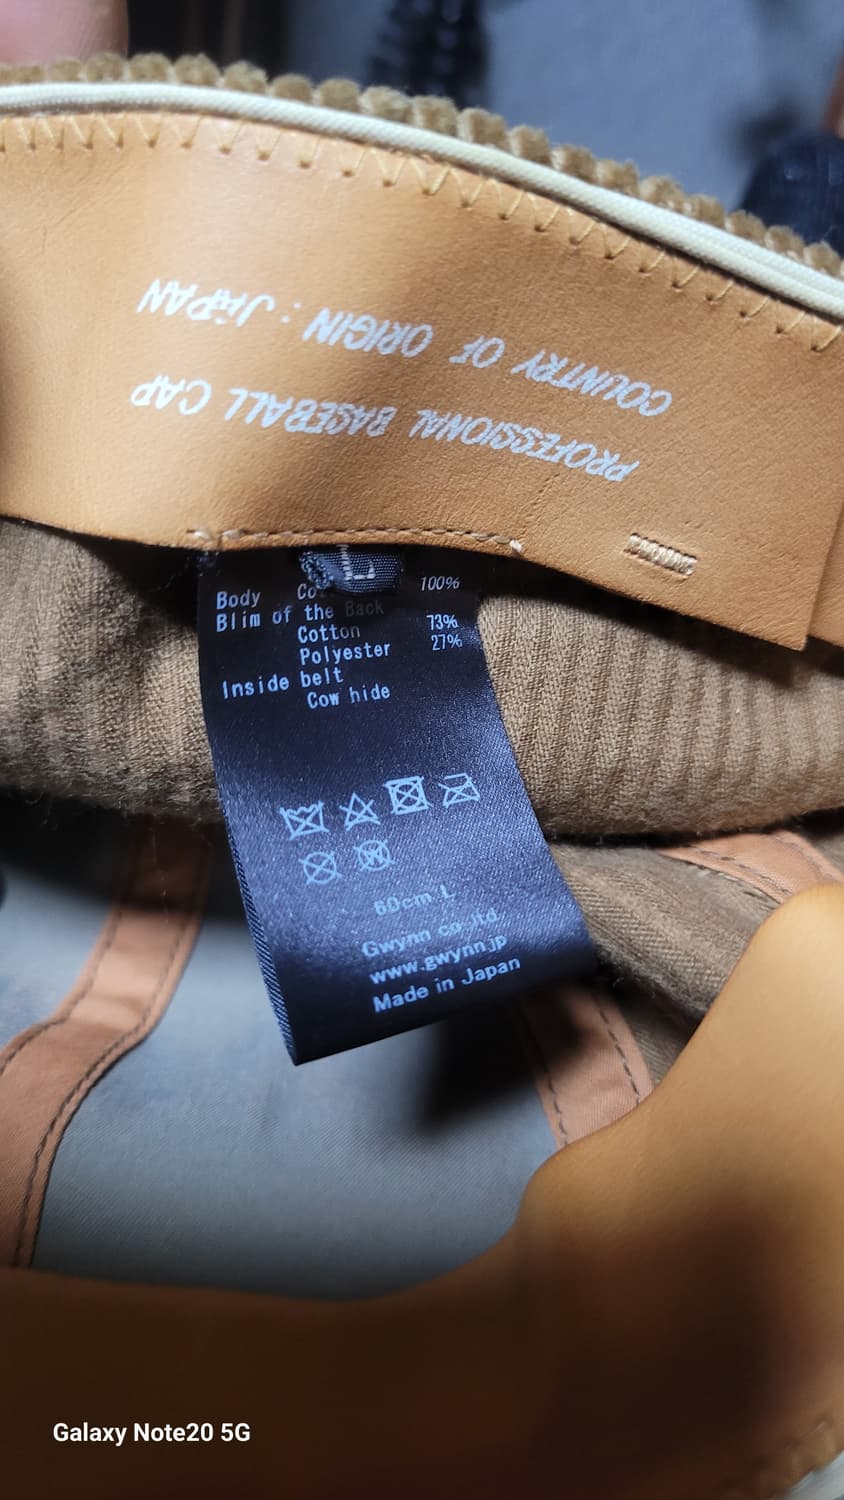 COUNTRY OF ORIGIN : JAPAN
PROFESSIONAL BASEBALL CAP
L
Body 100%
Blim of the Back
Cotton 73%
Polyester 27%
Inside belt
Cow hide
60cm L
Gwynn co.,ltd.
www.gwynn.jp
Made in Japan
Galaxy Note20 5G